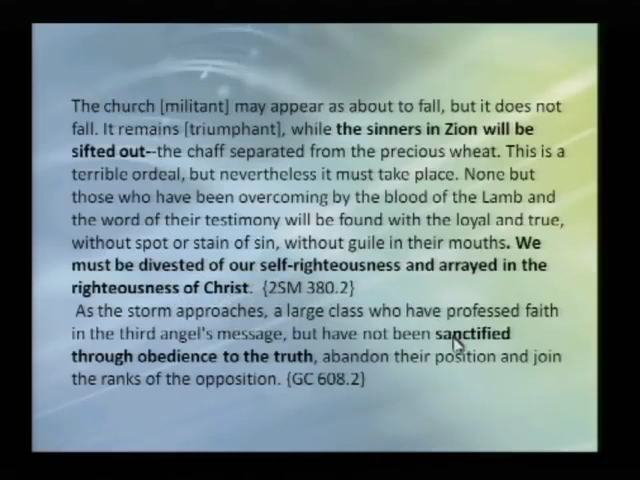 The church [militant] may appear as about to fall, but it does not
fall. It remains [triumphant], while the sinners in Zion will be
sifted out--the chaff separated from the precious wheat. This is a
terrible ordeal, but nevertheless it must take place. None but
those who have been overcoming by the blood of the Lamb and
the word of their testimony will be found with the loyal and true,
without spot or stain of sin, without guile in their mouths. We
must be divested of our self-righteousness and arrayed in the
righteousness of Christ. {2SM 380.2}
As the storm approaches, a large class who have professed faith
in the third angel's message, but have not been sanctified
through obedience to the truth, abandon their position and join
the ranks of the opposition. {GC 608.2}